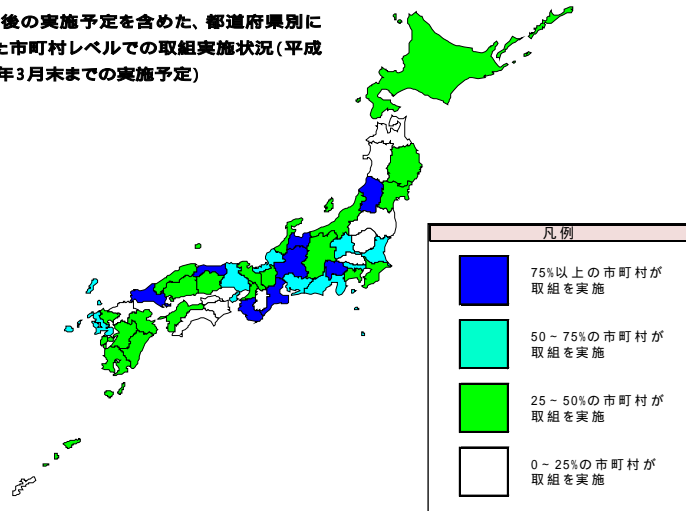 後の実施予定を含めた、都道府県別に
た市町村レベルでの取組実施状況(平成
年3月末までの実施予定)
凡例
75%以上の市町村が
取組を実施
50～75%の市町村が
取組を実施
25～50%の市町村が
取組を実施
0～25%の市町村が
取組を実施